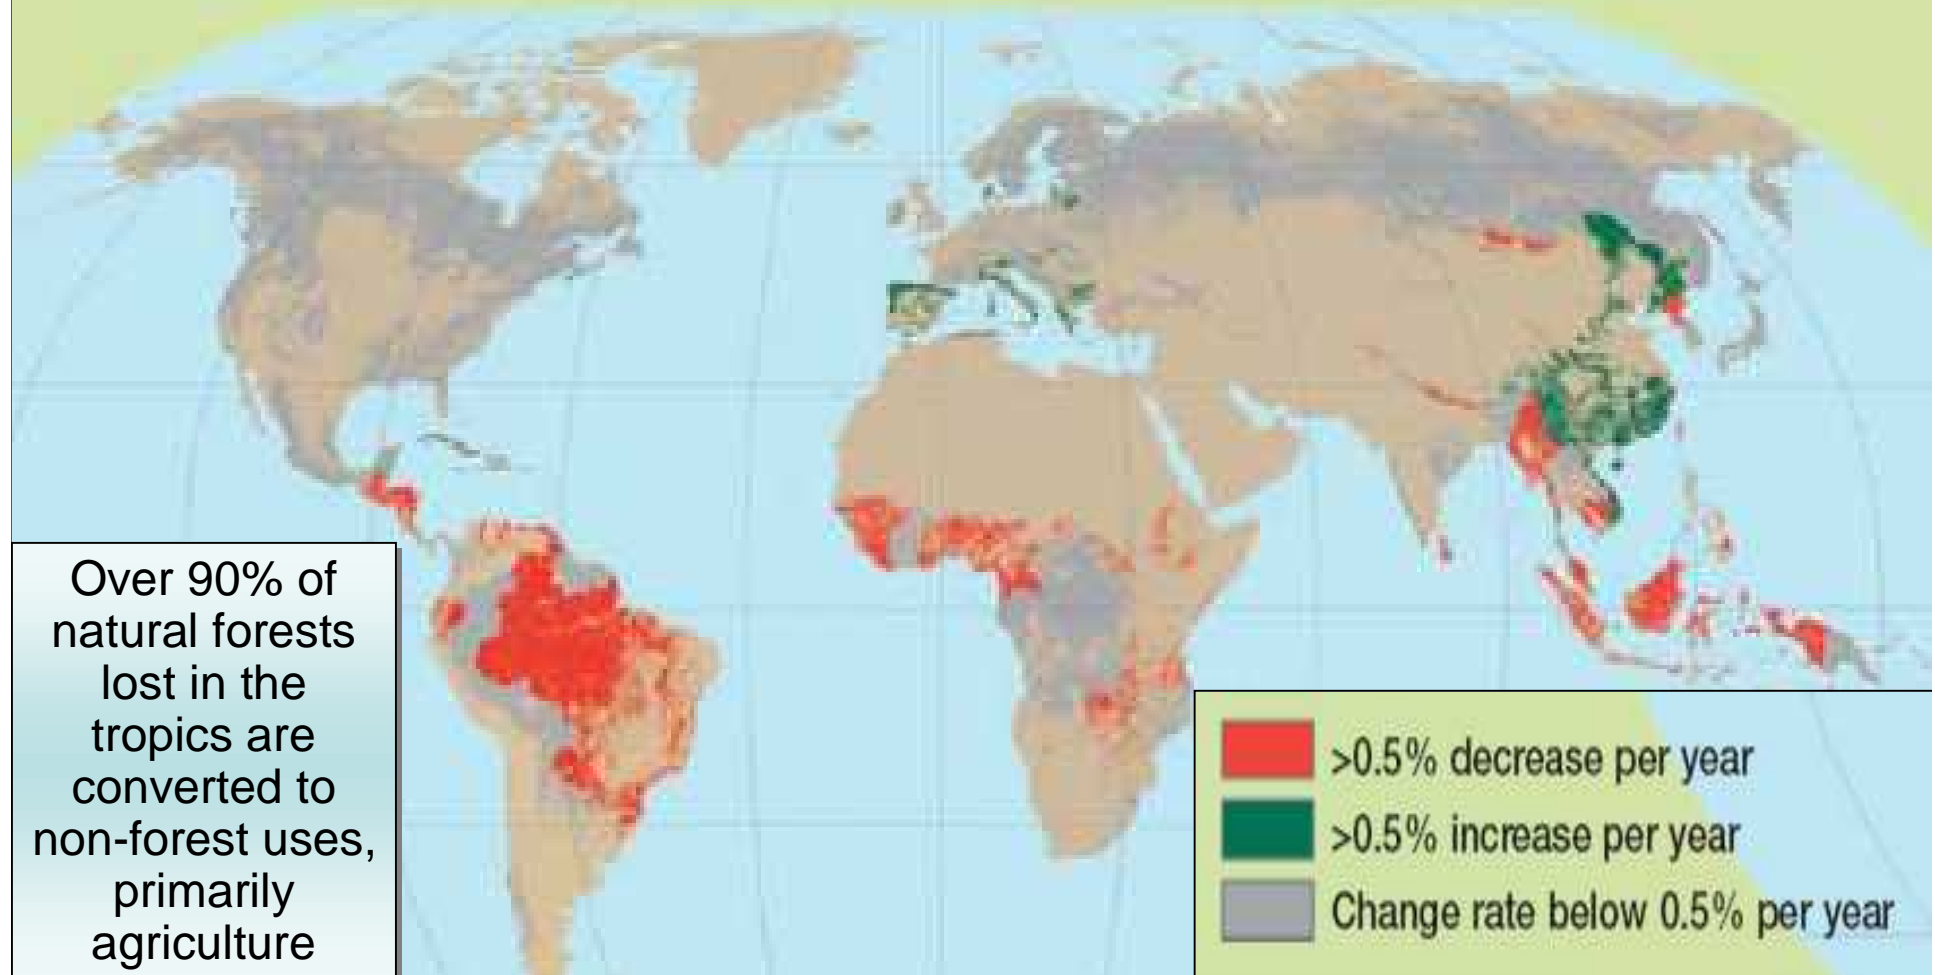 Over 90% of
natural forests
lost in the
tropics are
converted to
non-forest uses,
primarily
agriculture
>0.5% decrease per year
>0.5% increase per year
Change rate below 0.5% per year